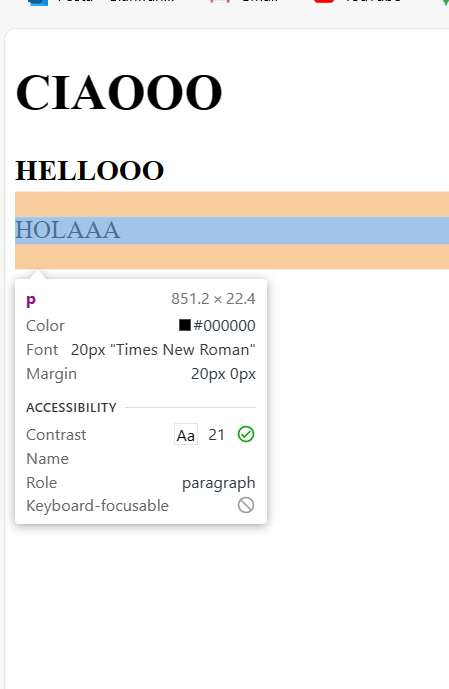 YouTube
CIAOOO
HELLOOO
HOLAAA
p 851.2 × 22.4
Color #000000
Font 20px "Times New Roman"
Margin 20px 0px
ACCESSIBILITY
Contrast Aa 21
Name
Role paragraph
Keyboard-focusable